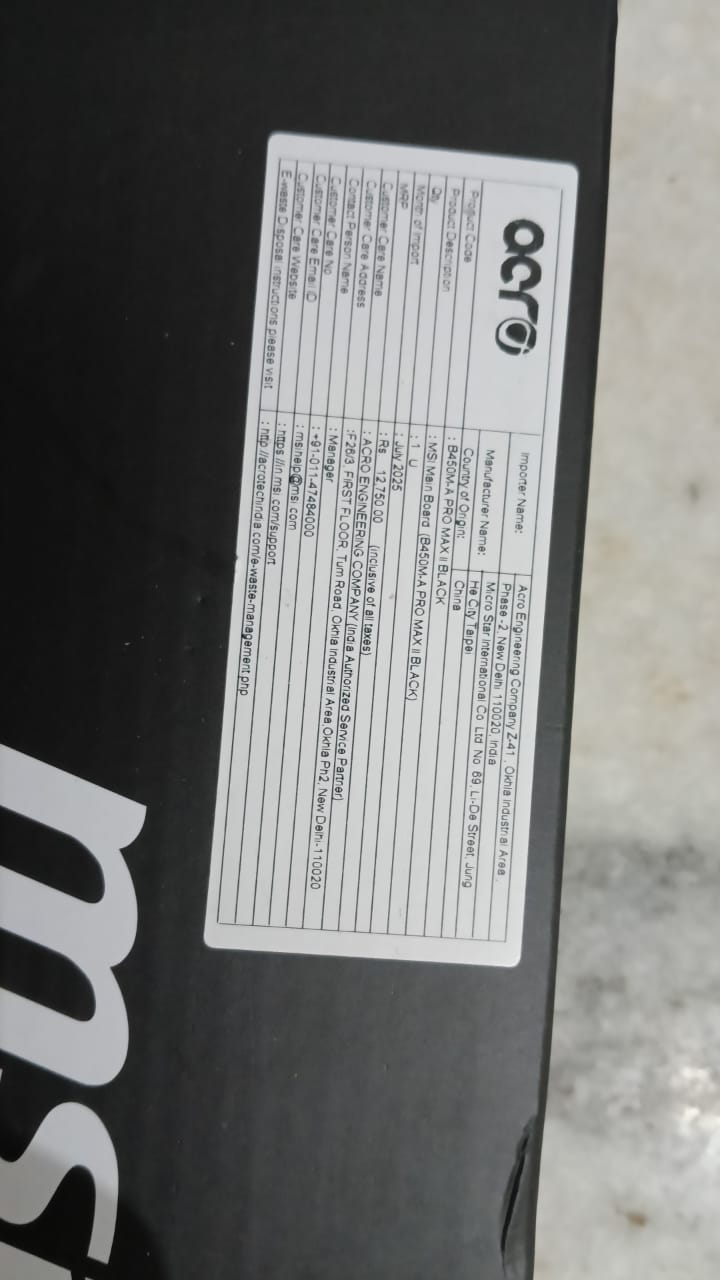 acro
Importer Name: Acro Engineering Company Z-41 , Okhla Industrial Area ,
Phase -2, New Delhi 110020, India
Manufacturer Name: Micro Star International Co Ltd No 69, Li-De Street, Jung
He City Taipei
Country of Origin: China
Product Code : B450M-A PRO MAX II BLACK
Product Description : MSI Main Board (B450M-A PRO MAX II BLACK)
Qty : 1 U
Month of Import : July 2025
MRP : Rs 12,750.00 (Inclusive of all taxes)
Customer Care Name : ACRO ENGINEERING COMPANY (India Authorized Service Partner)
Customer Care Address :F26/3, FIRST FLOOR, Tum Road, Okhla Industrial Area,Okhla Ph2, New Delhi-110020
Contact Person Name : Manager
Customer Care No : +91-011-47484000
Customer Care Email ID : msihelp@msi.com
Customer Care Website : https://in.msi.com/support
E-waste Disposal instructions please visit : http://acrotechindia.com/e-waste-management.php
msi